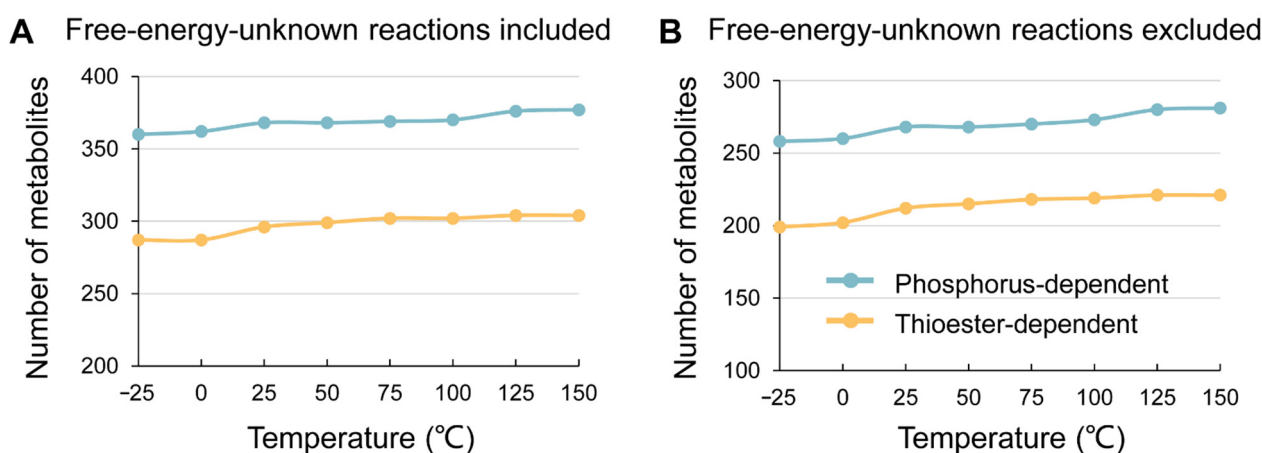 A Free-energy-unknown reactions included
Number of metabolites
400
350
300
250
200
−25 0 25 50 75 100 125 150
Temperature (℃)
B Free-energy-unknown reactions excluded
Number of metabolites
300
250
200
150
100
Phosphorus-dependent
Thioester-dependent
−25 0 25 50 75 100 125 150
Temperature (℃)